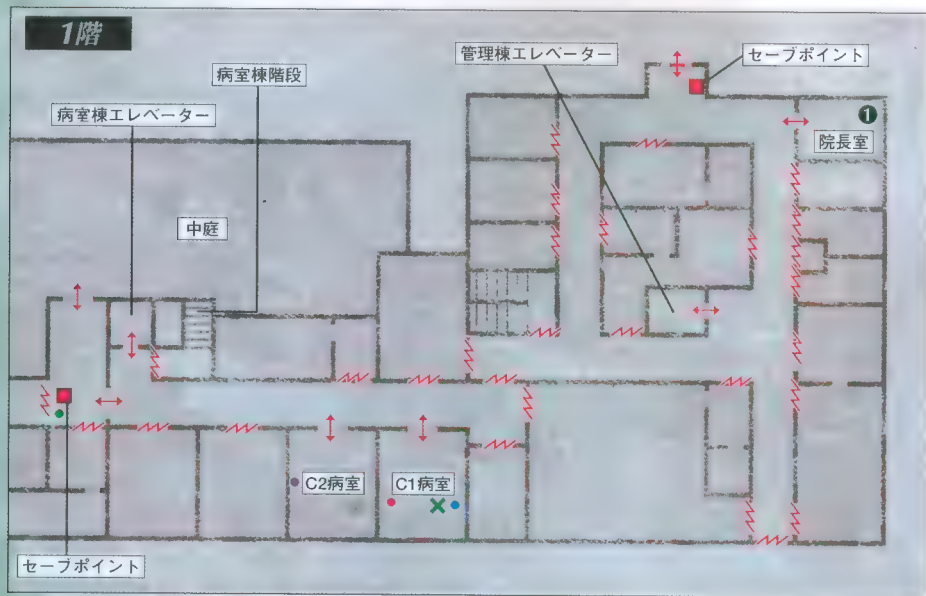 1階
管理棟エレベーター
セーブポイント
病室棟階段
病室棟エレベーター
1
院長室
中庭
C2病室
C1病室
セーブポイント